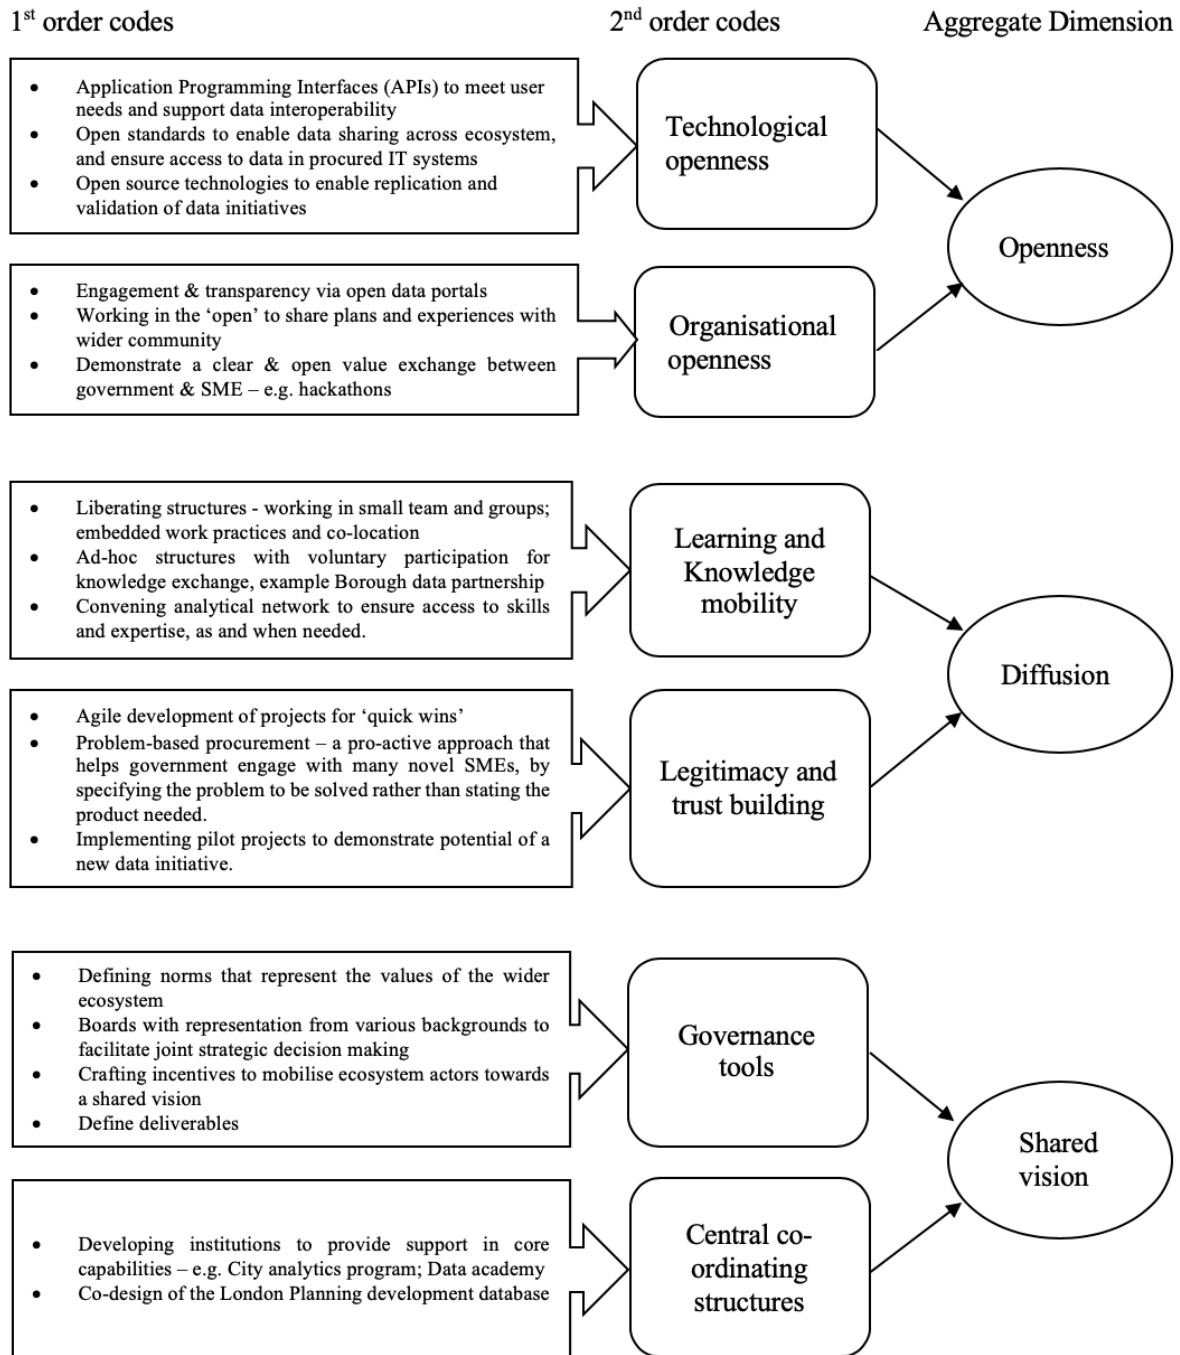 1st order codes
2nd order codes
Aggregate Dimension
• Application Programming Interfaces (APIs) to meet user
needs and support data interoperability
• Open standards to enable data sharing across ecosystem,
and ensure access to data in procured IT systems
• Open source technologies to enable replication and
validation of data initiatives
Technological
openness
• Engagement & transparency via open data portals
• Working in the ‘open’ to share plans and experiences with
wider community
• Demonstrate a clear & open value exchange between
government & SME – e.g. hackathons
Organisational
openness
Openness
• Liberating structures - working in small team and groups;
embedded work practices and co-location
• Ad-hoc structures with voluntary participation for
knowledge exchange, example Borough data partnership
• Convening analytical network to ensure access to skills
and expertise, as and when needed.
Learning and
Knowledge
mobility
• Agile development of projects for ‘quick wins’
• Problem-based procurement – a pro-active approach that
helps government engage with many novel SMEs, by
specifying the problem to be solved rather than stating the
product needed.
• Implementing pilot projects to demonstrate potential of a
new data initiative.
Legitimacy and
trust building
Diffusion
• Defining norms that represent the values of the wider
ecosystem
• Boards with representation from various backgrounds to
facilitate joint strategic decision making
• Crafting incentives to mobilise ecosystem actors towards
a shared vision
• Define deliverables
Governance
tools
• Developing institutions to provide support in core
capabilities – e.g. City analytics program; Data academy
• Co-design of the London Planning development database
Central co-
ordinating
structures
Shared
vision